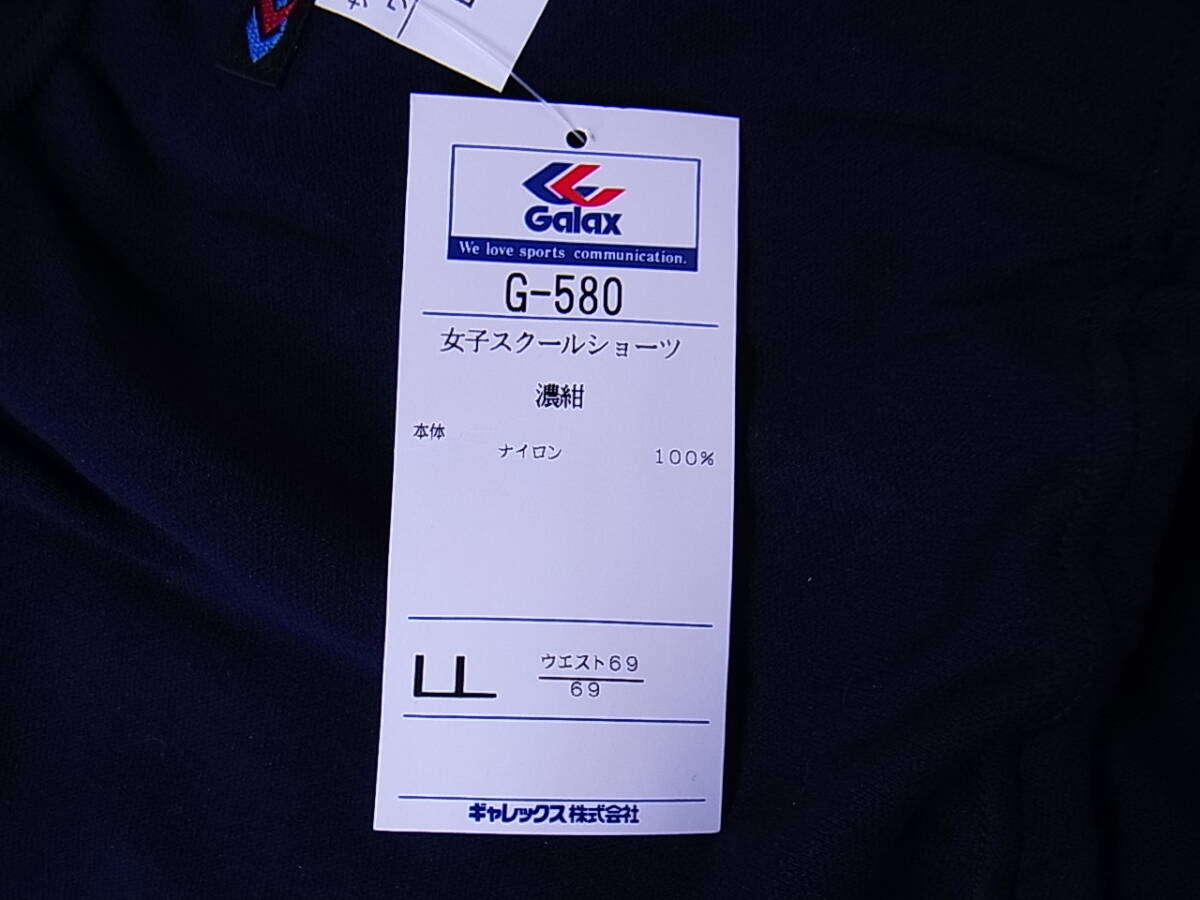 Galax
We love sports communication.
G-580
女子スクールショーツ
濃紺
本体
ナイロン 100%
LL ウエスト69
69
ギャレックス株式会社